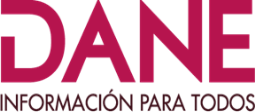 DANE
INFORMACIÓN PARA TODOS